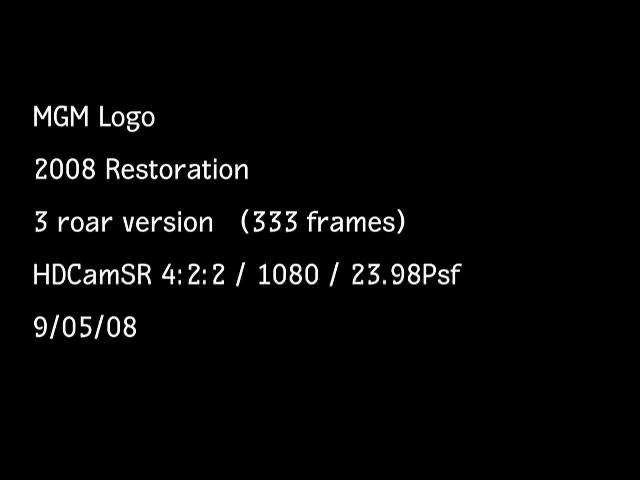 MGM Logo
2008 Restoration
3 roar version (333 frames)
HDCamSR 4:2:2 / 1080 / 23.98Psf
9/05/08